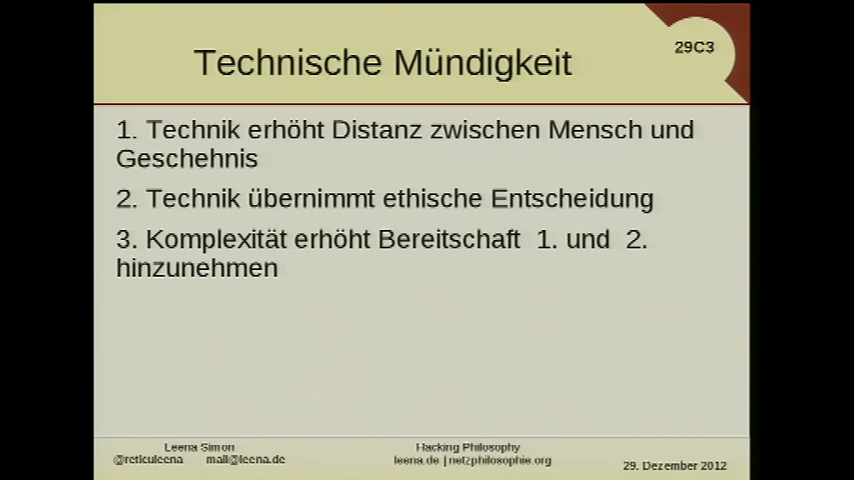 Technische Mündigkeit
29C3
1. Technik erhöht Distanz zwischen Mensch und
Geschehnis
2. Technik übernimmt ethische Entscheidung
3. Komplexität erhöht Bereitschaft 1. und 2.
hinzunehmen
Leena Simon
@reticuleena mail@leena.de
Hacking Philosophy
leena.de | netzphilosophie.org
29. Dezember 2012